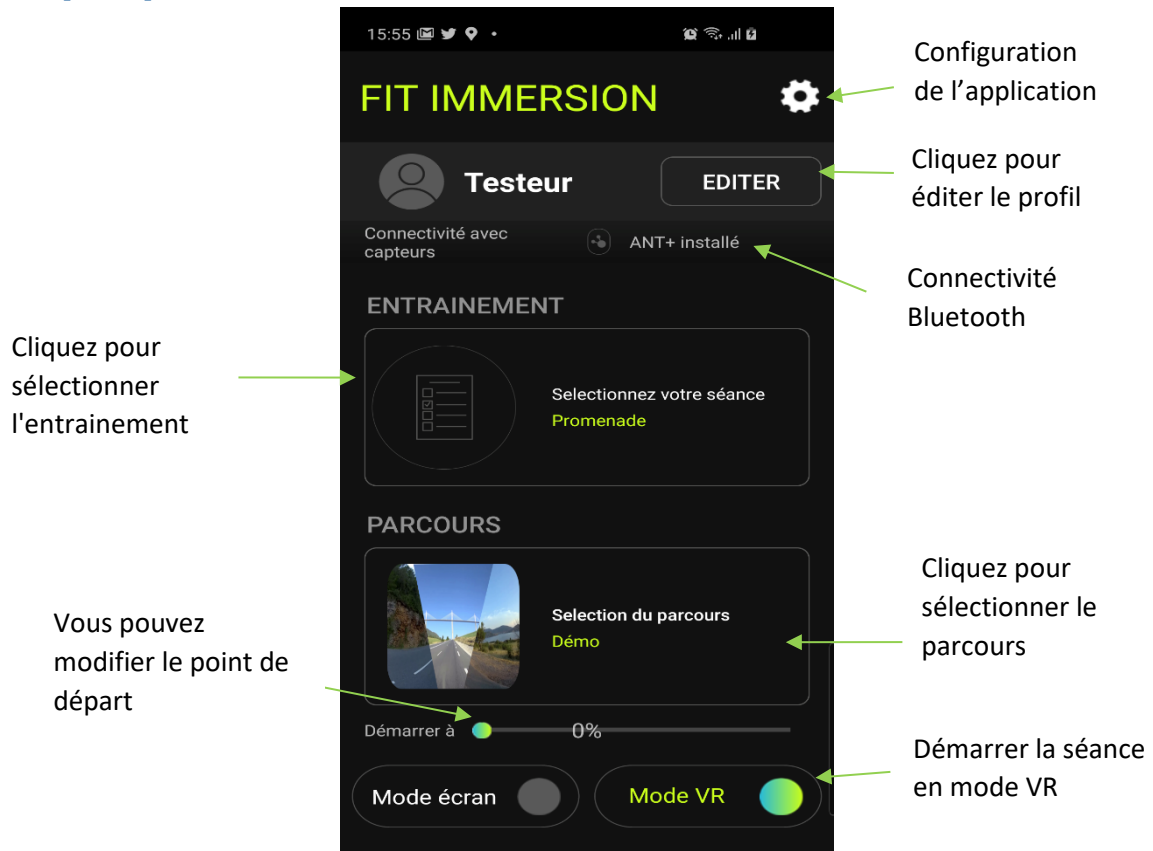 15:55
FIT IMMERSION
Configuration
de l’application
Testeur
EDITER
Cliquez pour
éditer le profil
Connectivité avec
capteurs
ANT+ installé
Connectivité
Bluetooth
ENTRAINEMENT
Cliquez pour
sélectionner
l'entrainement
Selectionnez votre séance
Promenade
PARCOURS
Selection du parcours
Démo
Cliquez pour
sélectionner le
parcours
Vous pouvez
modifier le point de
départ
Démarrer à
0%
Mode écran
Mode VR
Démarrer la séance
en mode VR